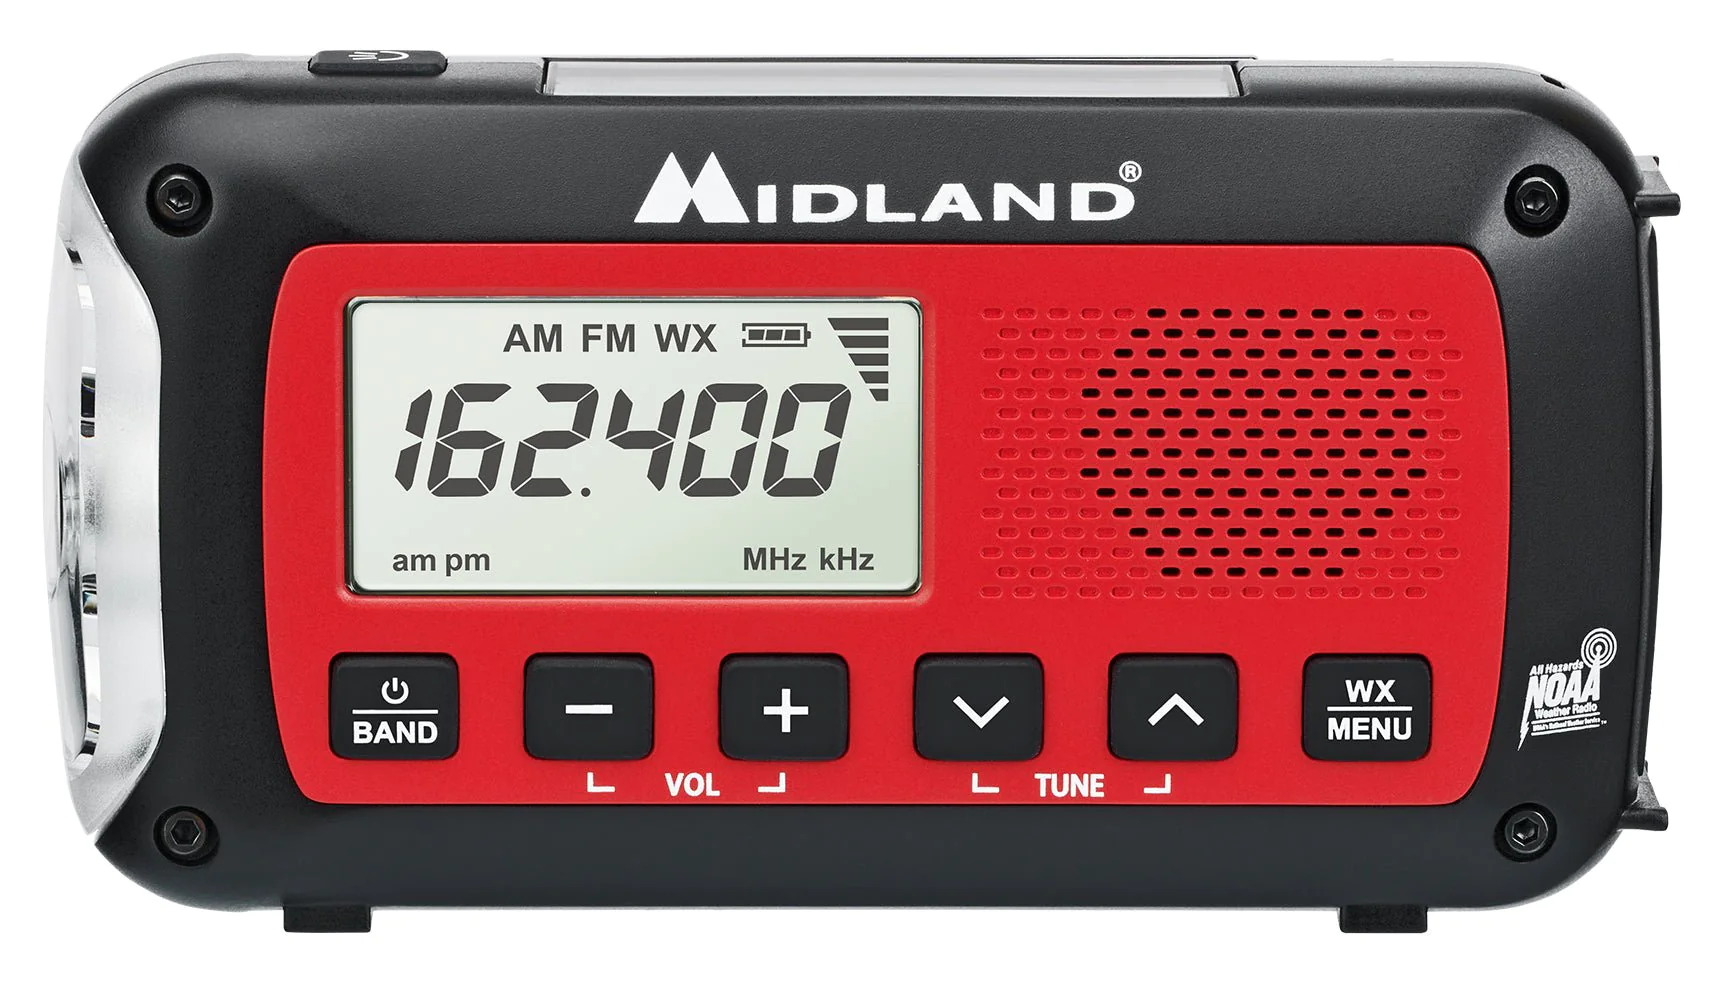 MIDLAND®
AM FM WX
162.400
am pm
MHz kHz
BAND
VOL
TUNE
WX
MENU
All Hazards
NOAA
Weather Radio